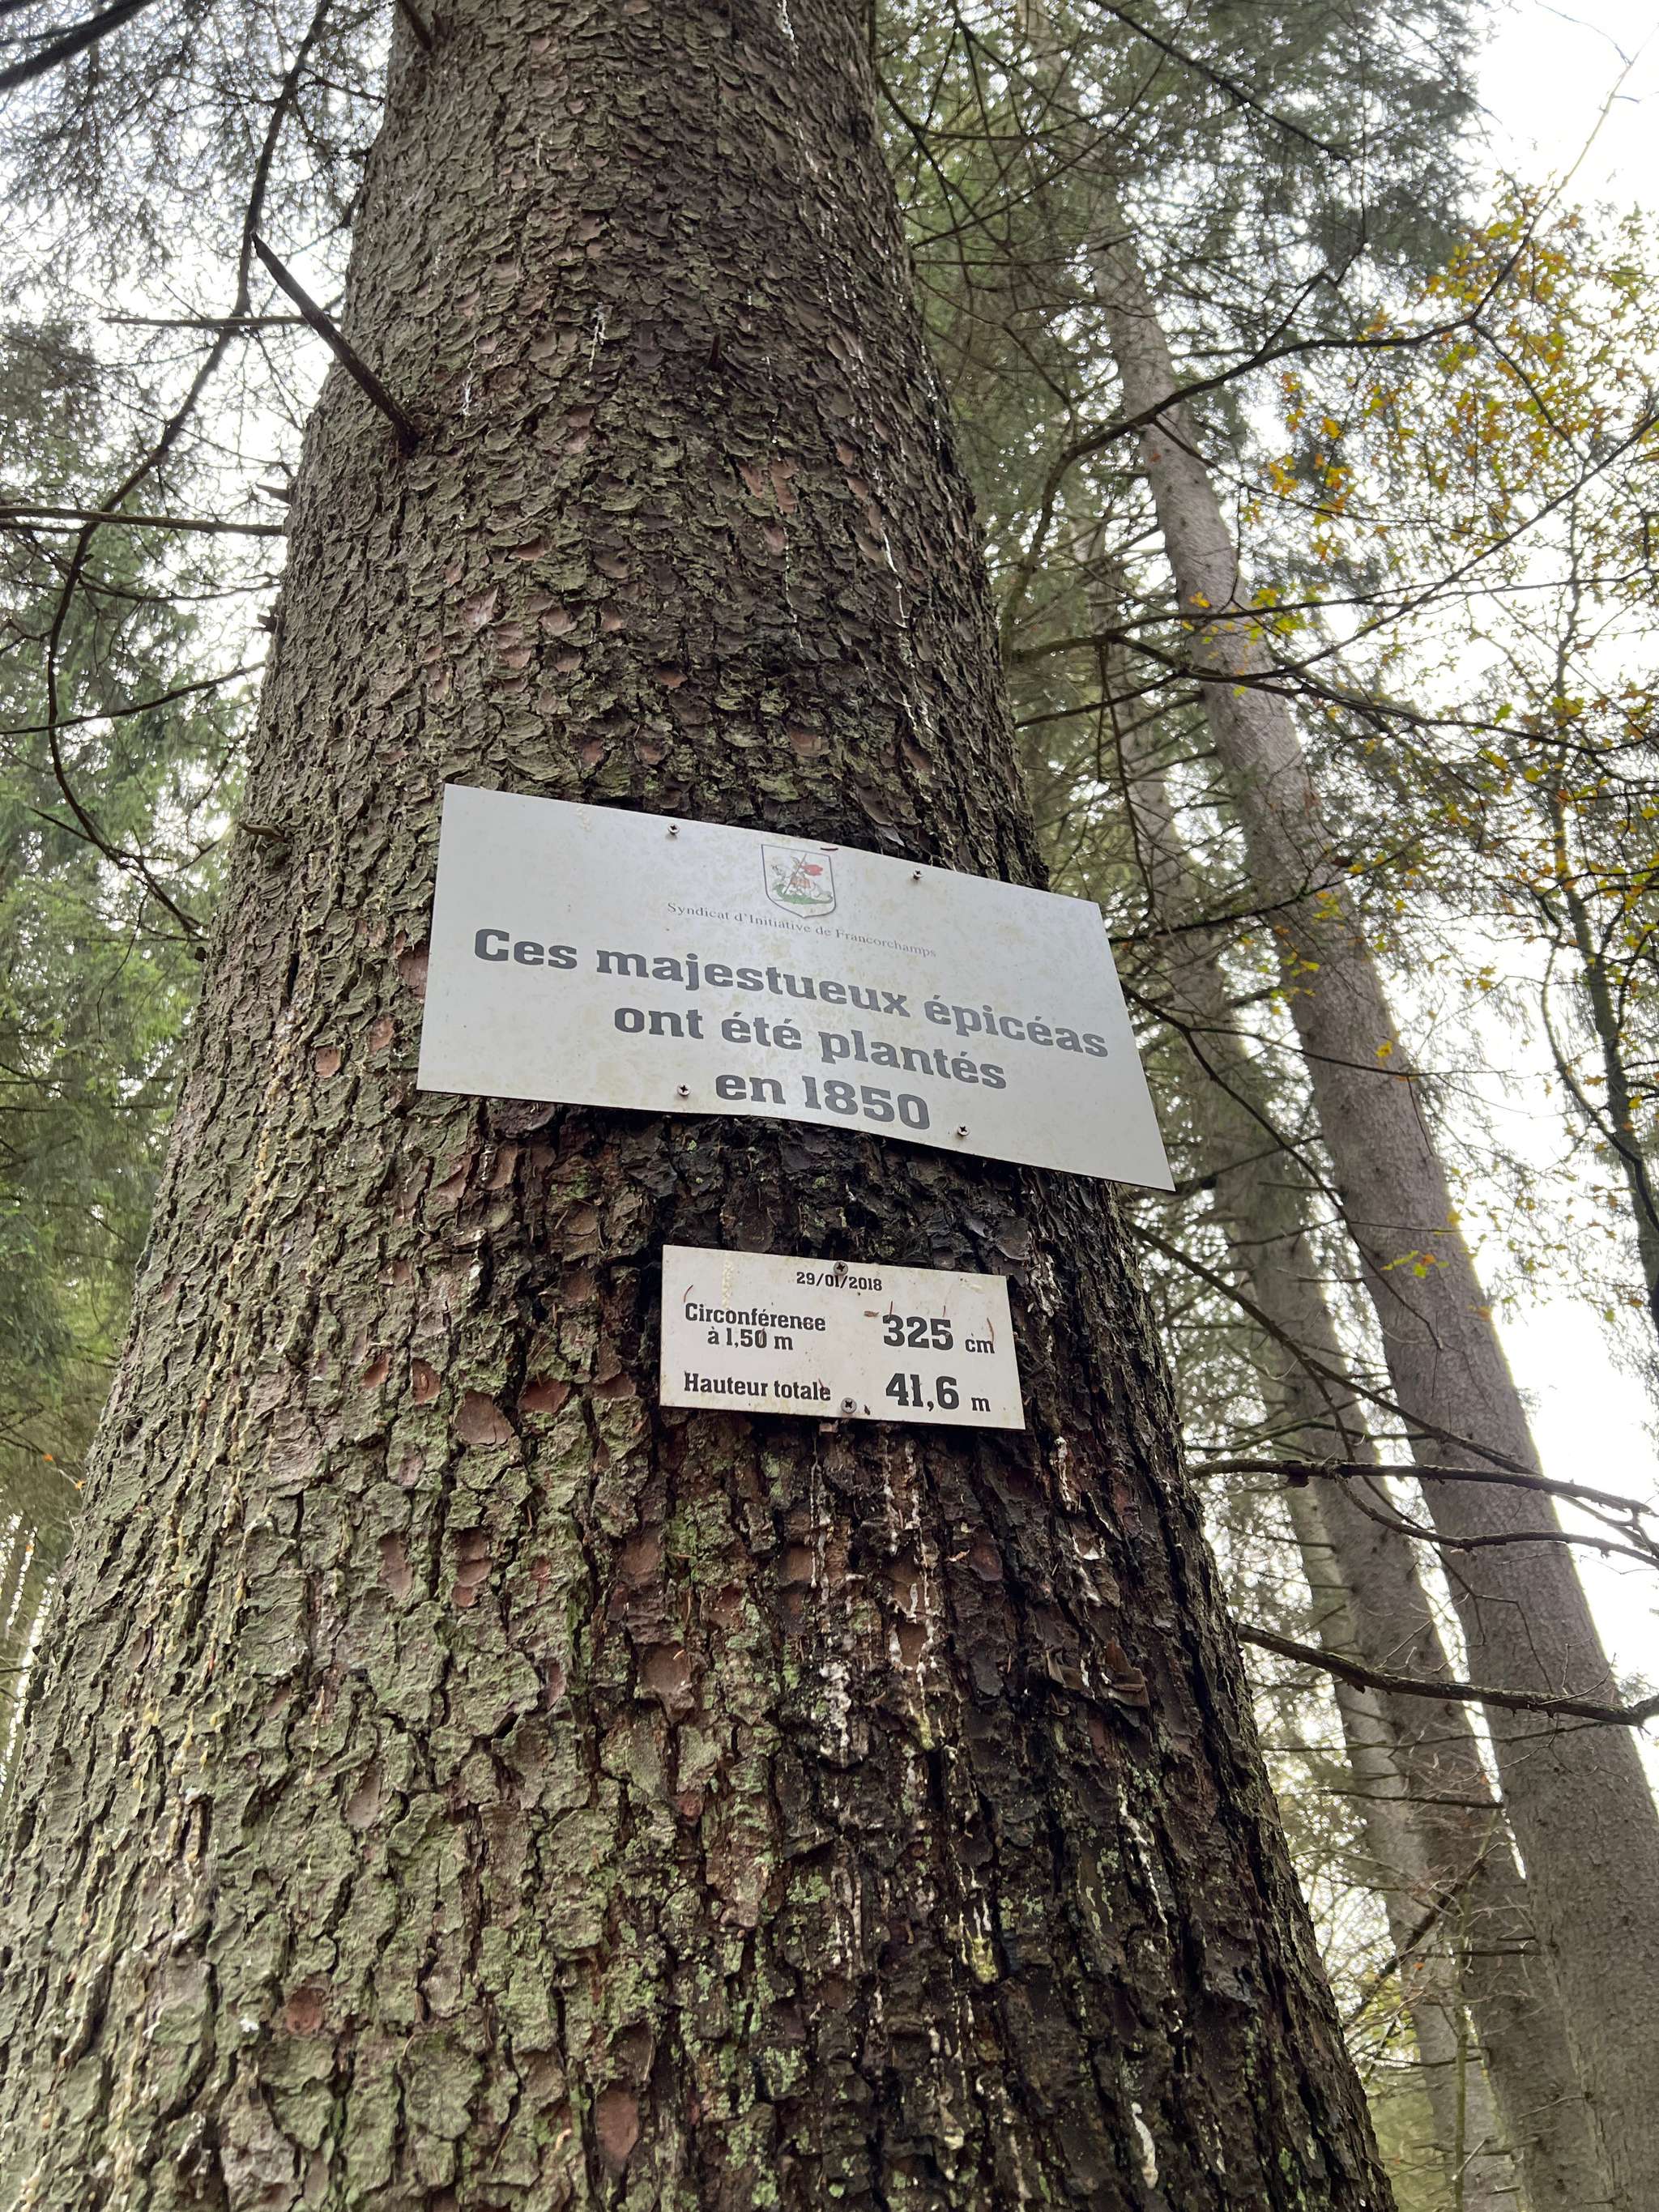 Syndicat d'Initiative de Francorchamps
Ces majestueux épicéas
ont été plantés
en 1850
29/01/2018
Circonférence
à 1,50 m
325 cm
Hauteur totale 41,6 m